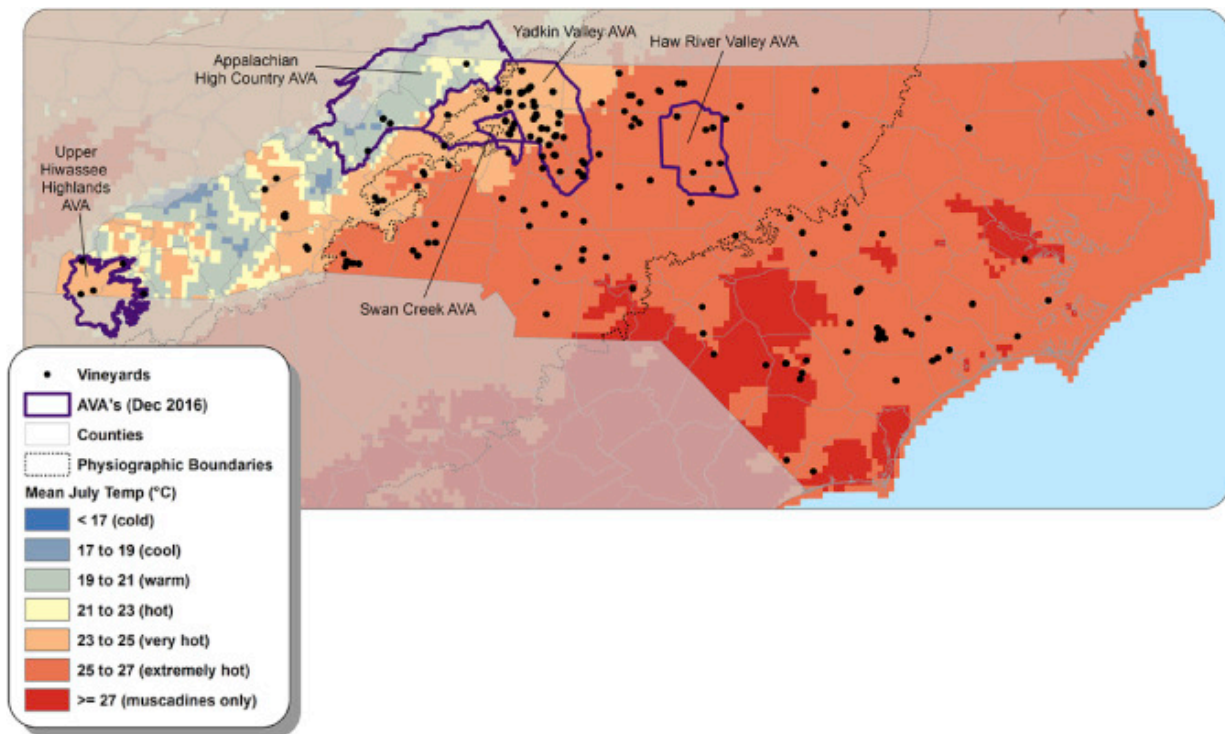 Yadkin Valley AVA
Haw River Valley AVA
Appalachian
High Country AVA
Upper
Hiwassee
Highlands
AVA
Swan Creek AVA
Vineyards
AVA's (Dec 2016)
Counties
Physiographic Boundaries
Mean July Temp (°C)
< 17 (cold)
17 to 19 (cool)
19 to 21 (warm)
21 to 23 (hot)
23 to 25 (very hot)
25 to 27 (extremely hot)
>= 27 (muscadines only)